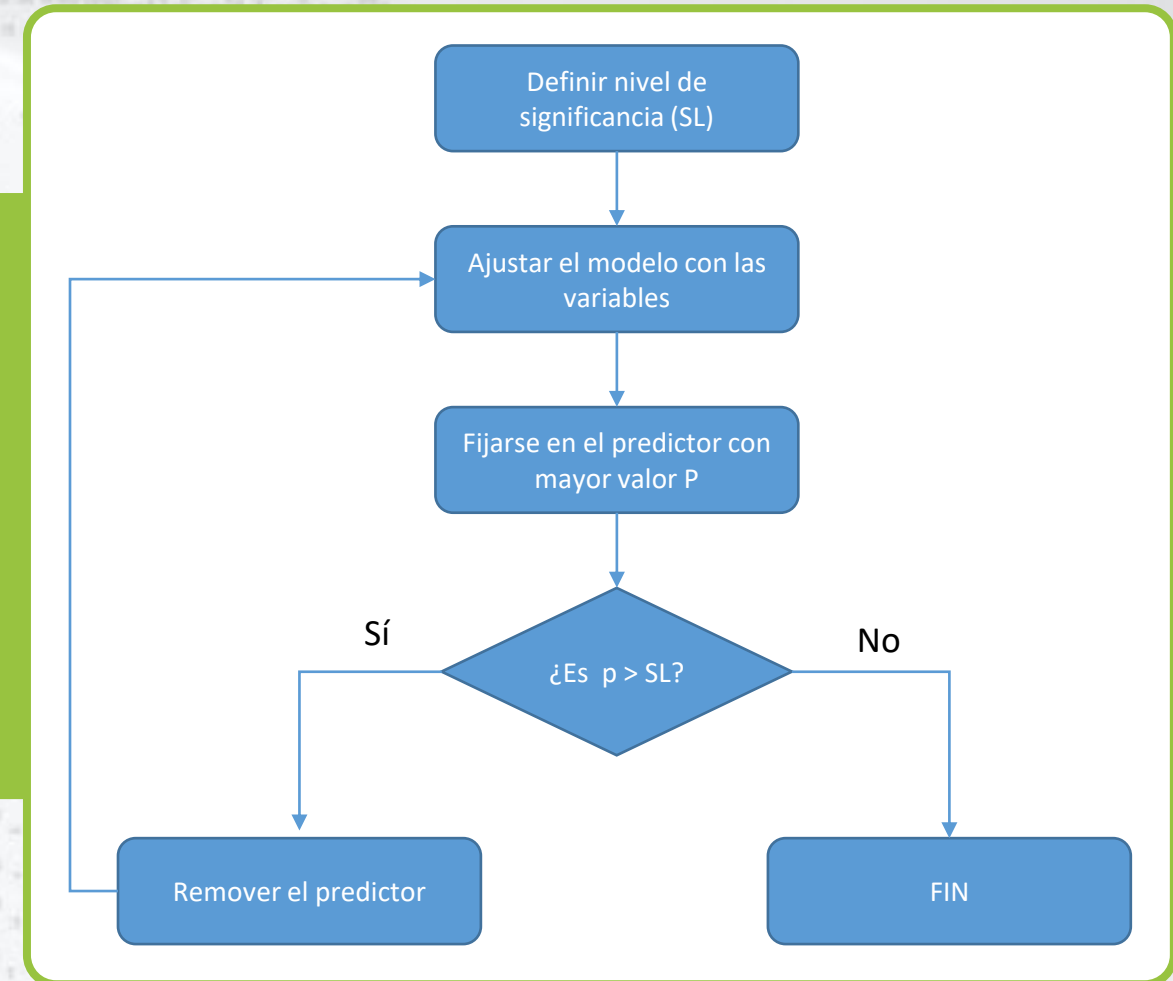 Definir nivel de
significancia (SL)
Ajustar el modelo con las
variables
Fijarse en el predictor con
mayor valor P
Sí
¿Es p > SL?
No
Remover el predictor
FIN